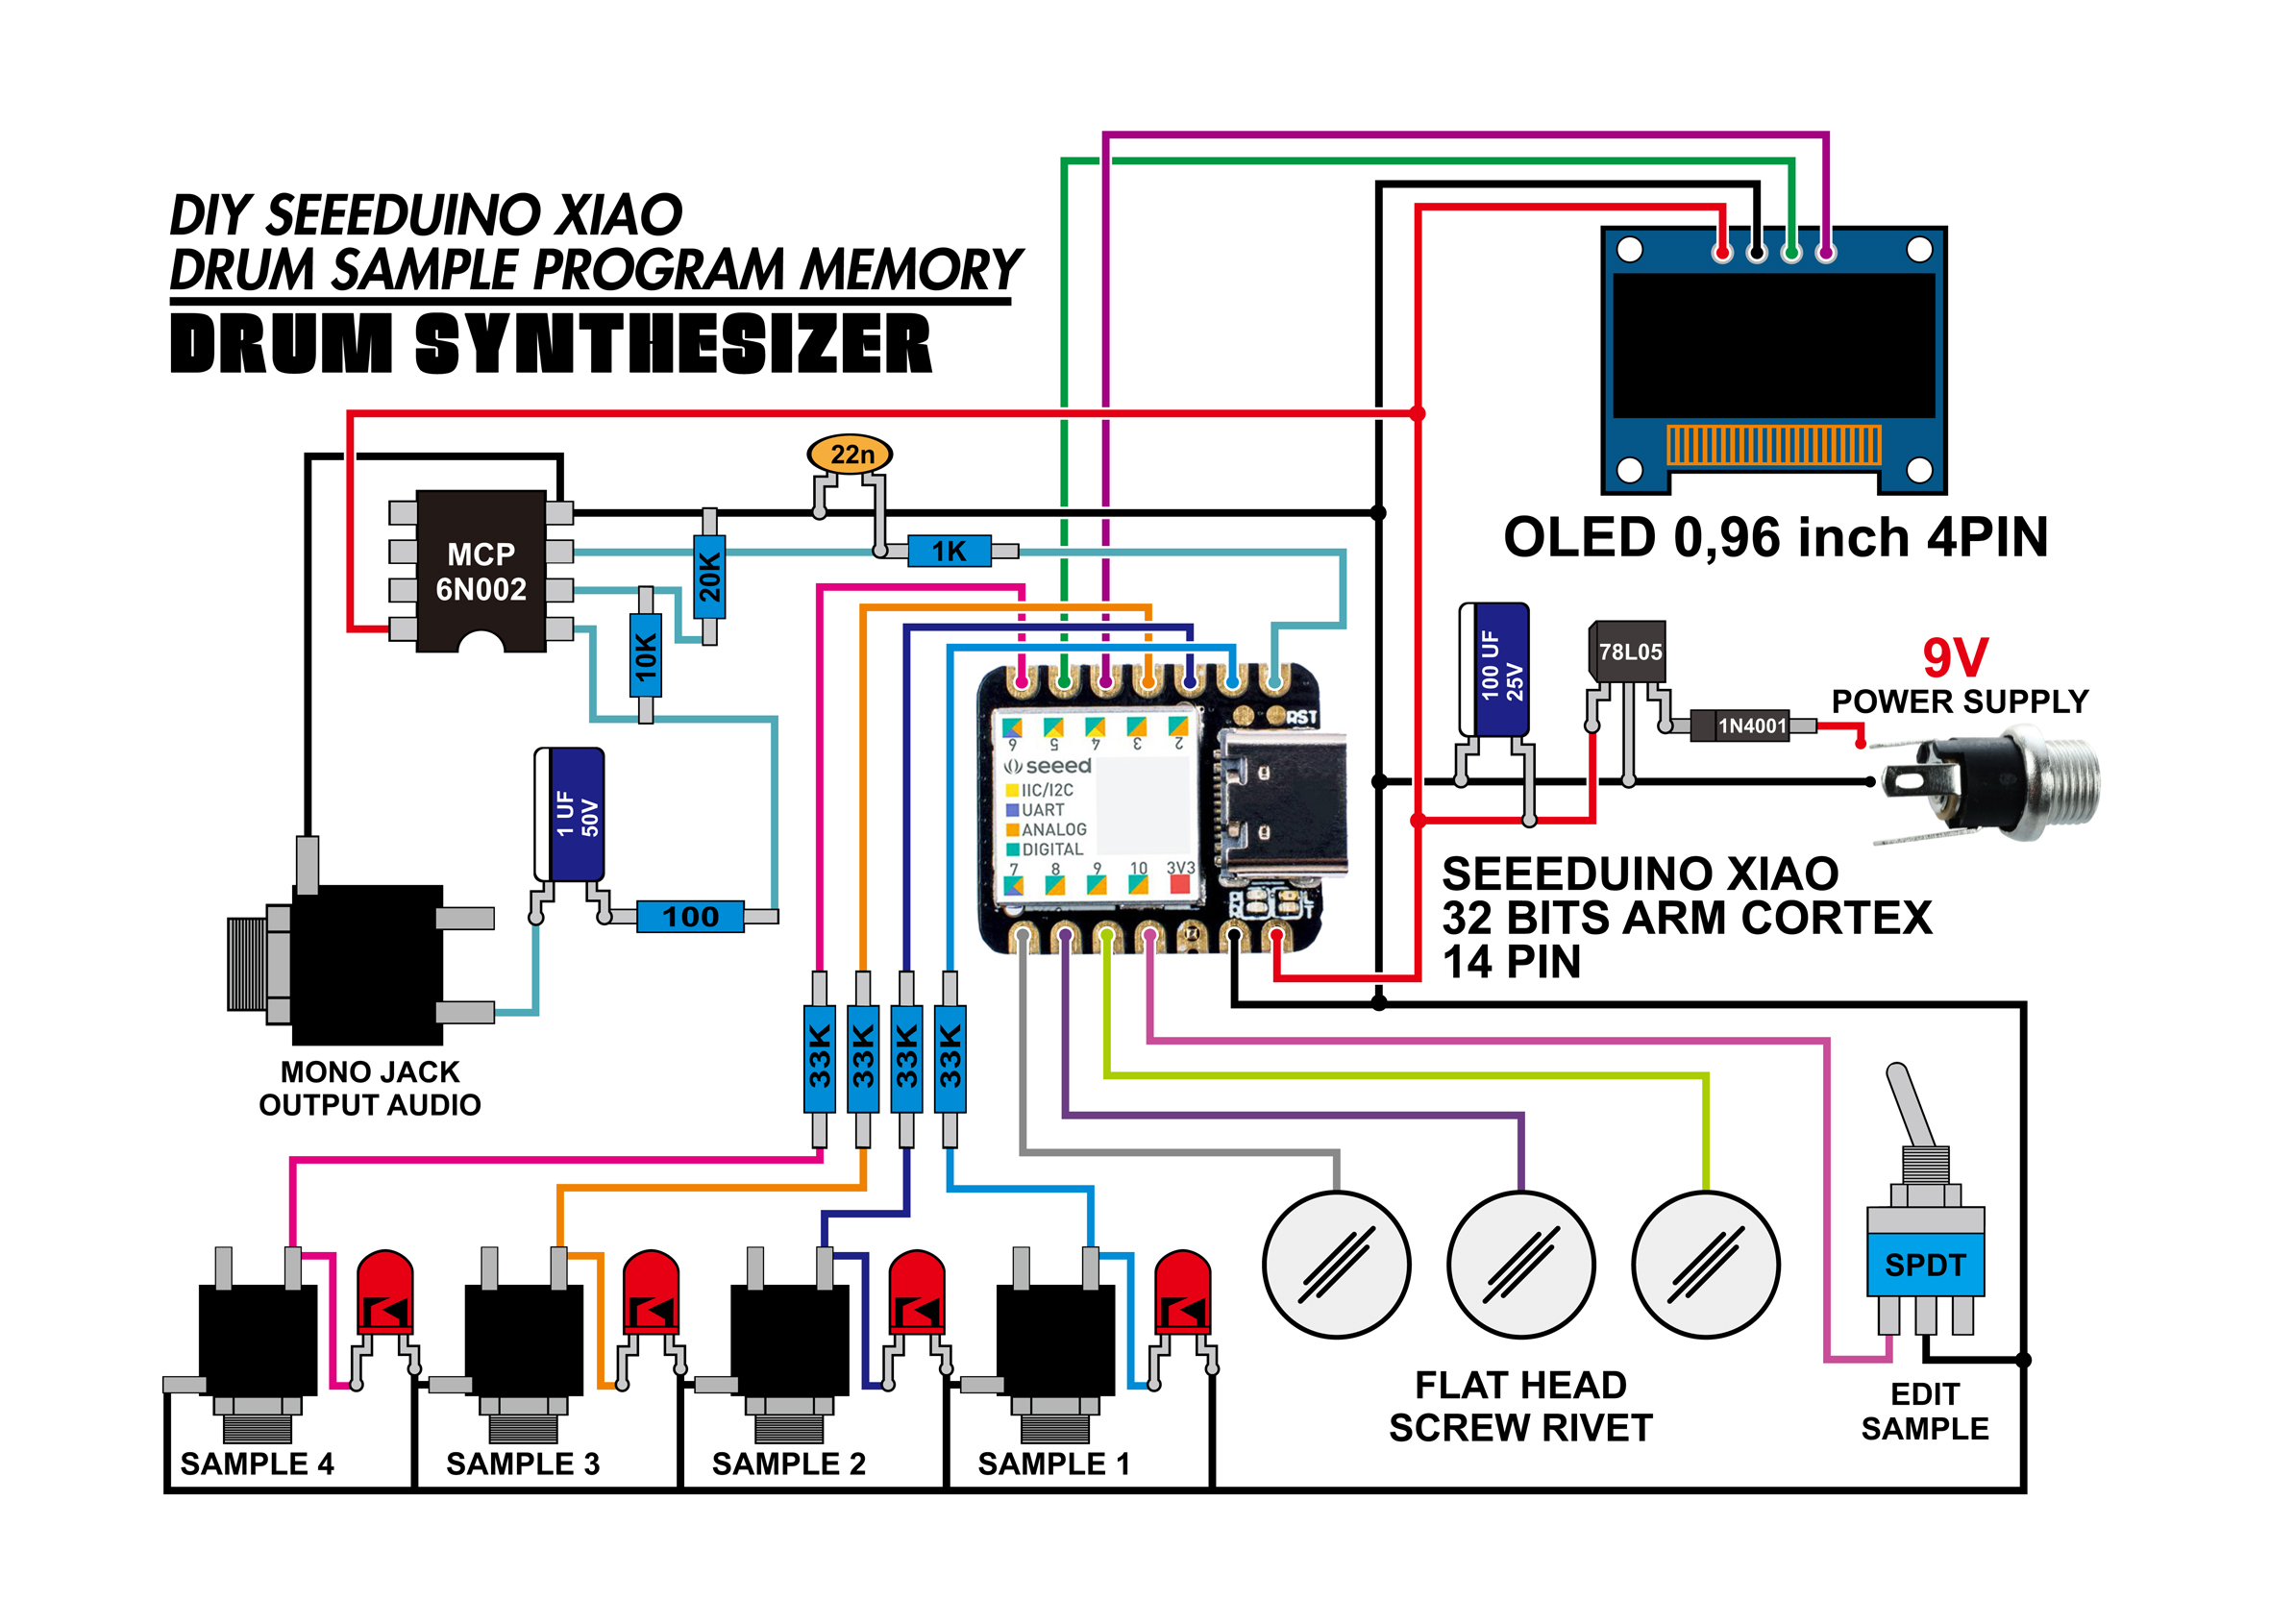 DIY SEEEDUINO XIAO
DRUM SAMPLE PROGRAM MEMORY
DRUM SYNTHESIZER
OLED 0,96 inch 4PIN
22n
MCP
6N002
20K
1K
10K
100 UF
25V
78L05
1N4001
9V
POWER SUPPLY
1 UF
50V
100
RST
6 5 4 3 2
seeed
IIC/I2C
UART
ANALOG
DIGITAL
7 8 9 10 3V3
SEEEDUINO XIAO
32 BITS ARM CORTEX
14 PIN
MONO JACK
OUTPUT AUDIO
33K
33K
33K
33K
SPDT
FLAT HEAD
SCREW RIVET
EDIT
SAMPLE
SAMPLE 4
SAMPLE 3
SAMPLE 2
SAMPLE 1